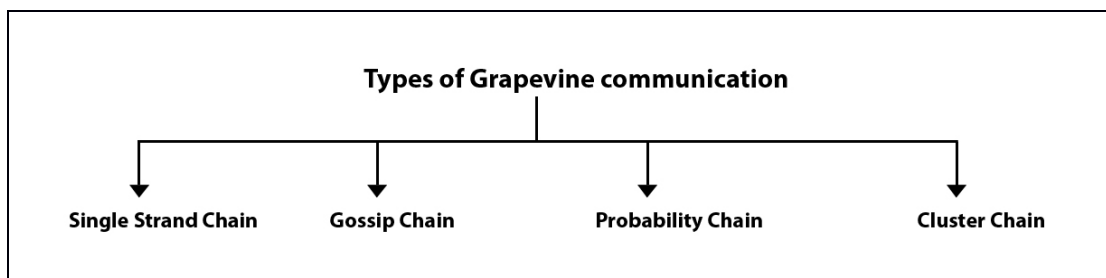 Types of Grapevine communication
Single Strand Chain
Gossip Chain
Probability Chain
Cluster Chain